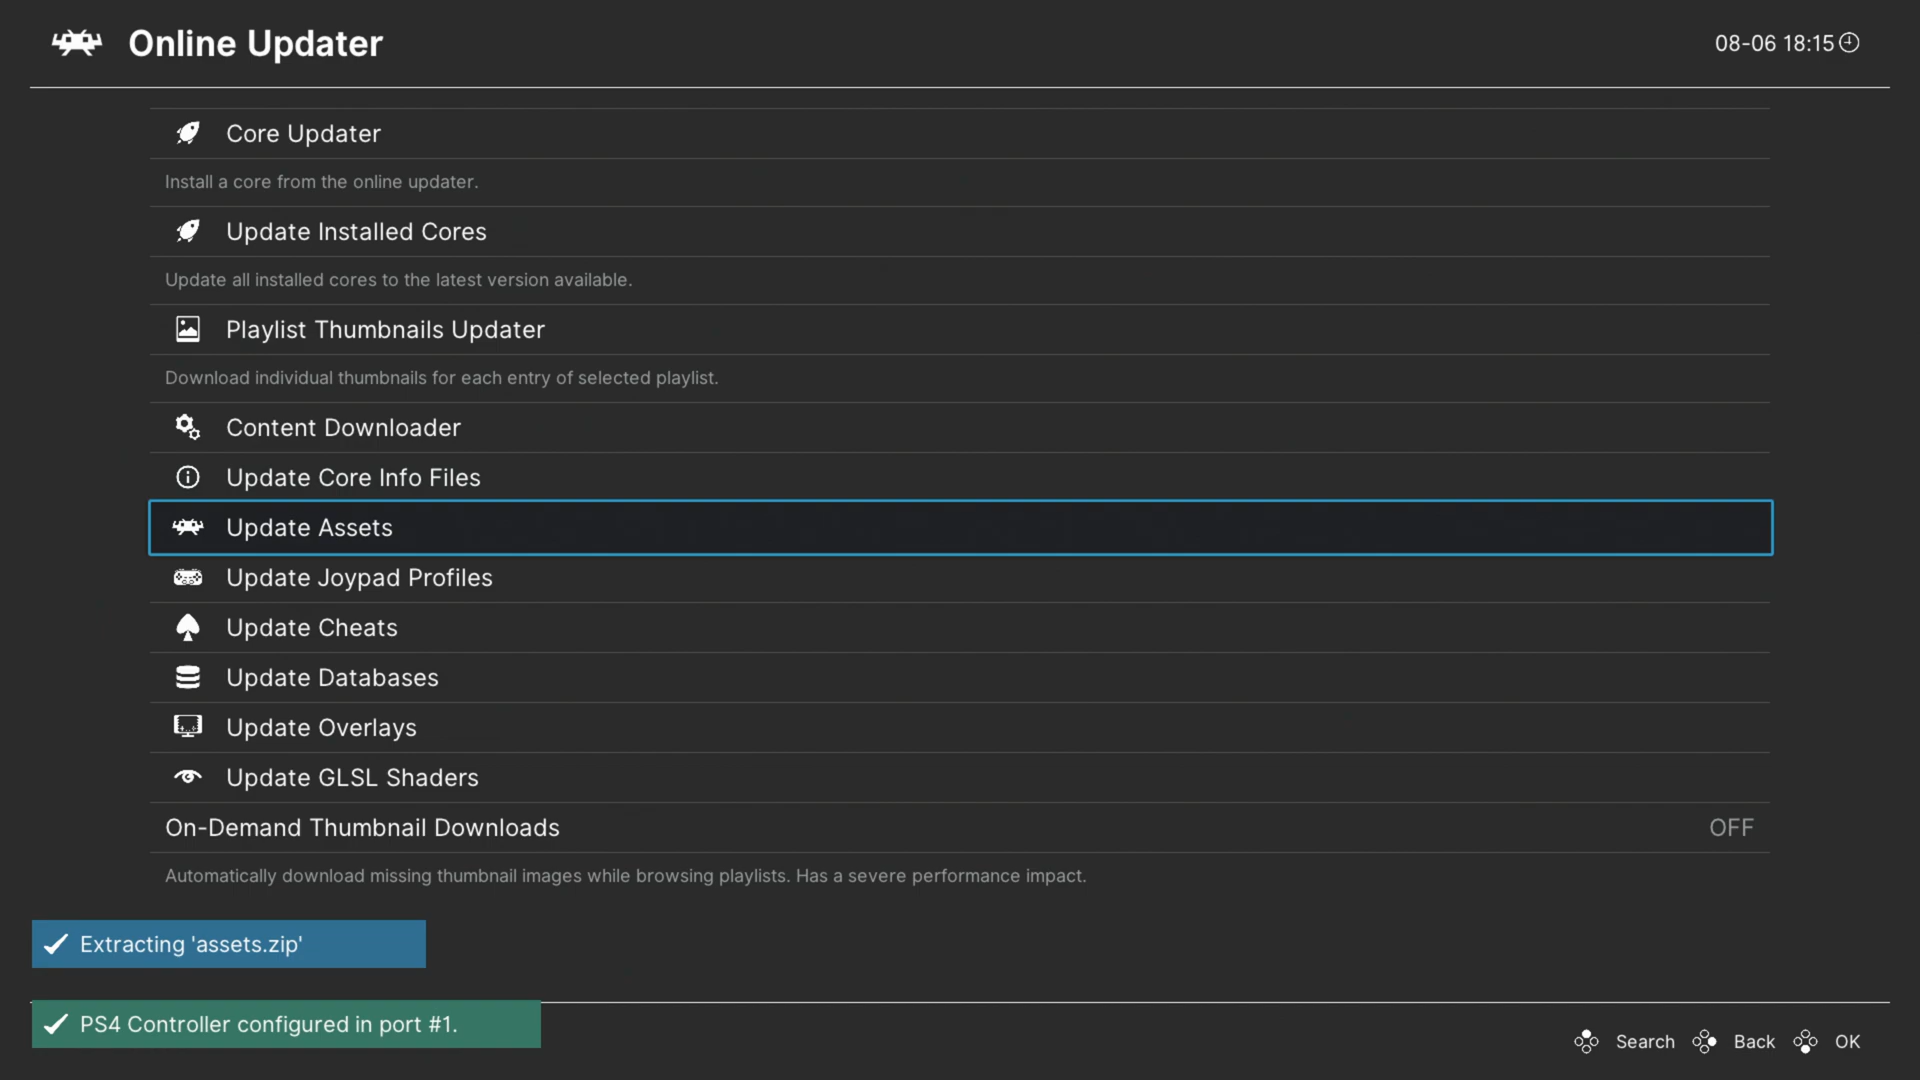 Online Updater
08-06 18:15
Core Updater
Install a core from the online updater.
Update Installed Cores
Update all installed cores to the latest version available.
Playlist Thumbnails Updater
Download individual thumbnails for each entry of selected playlist.
Content Downloader
Update Core Info Files
Update Assets
Update Joypad Profiles
Update Cheats
Update Databases
Update Overlays
Update GLSL Shaders
On-Demand Thumbnail Downloads OFF
Automatically download missing thumbnail images while browsing playlists. Has a severe performance impact.
Extracting 'assets.zip'
PS4 Controller configured in port #1.
Search Back OK